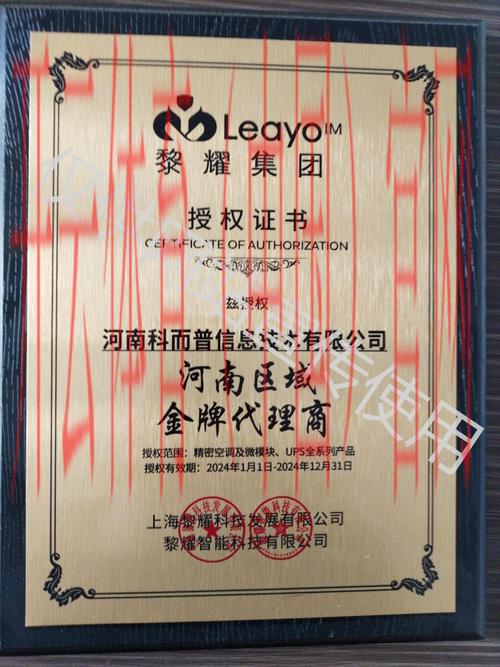 Leayo™
黎耀集团
授权证书
CERTIFICATE OF AUTHORIZATION
兹授权
河南科而普信息技术有限公司
河南区域
金牌代理商
授权范围：精密空调及微模块、UPS全系列产品
授权有效期：2024年1月1日-2024年12月31日
上海黎耀科技发展有限公司
黎耀智能科技有限公司